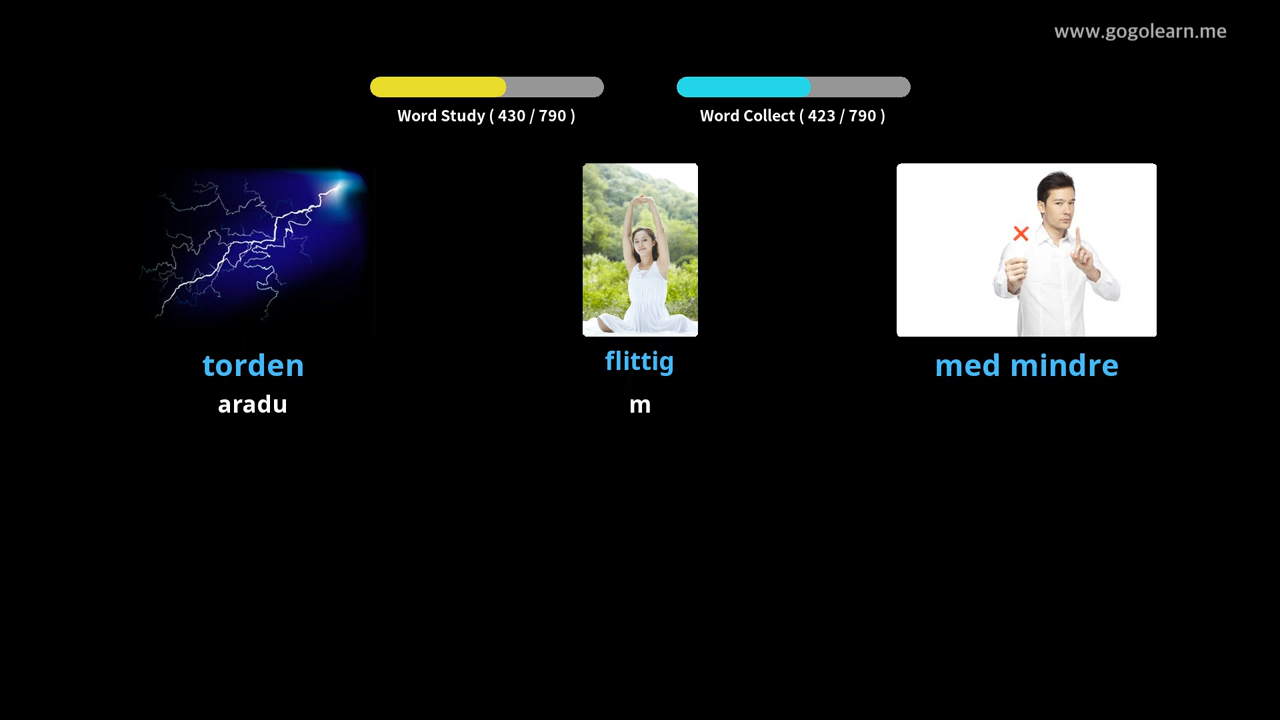 www.gogolearn.me
Word Study ( 430 / 790 )
Word Collect ( 423 / 790 )
torden
flittig
med mindre
aradu
m